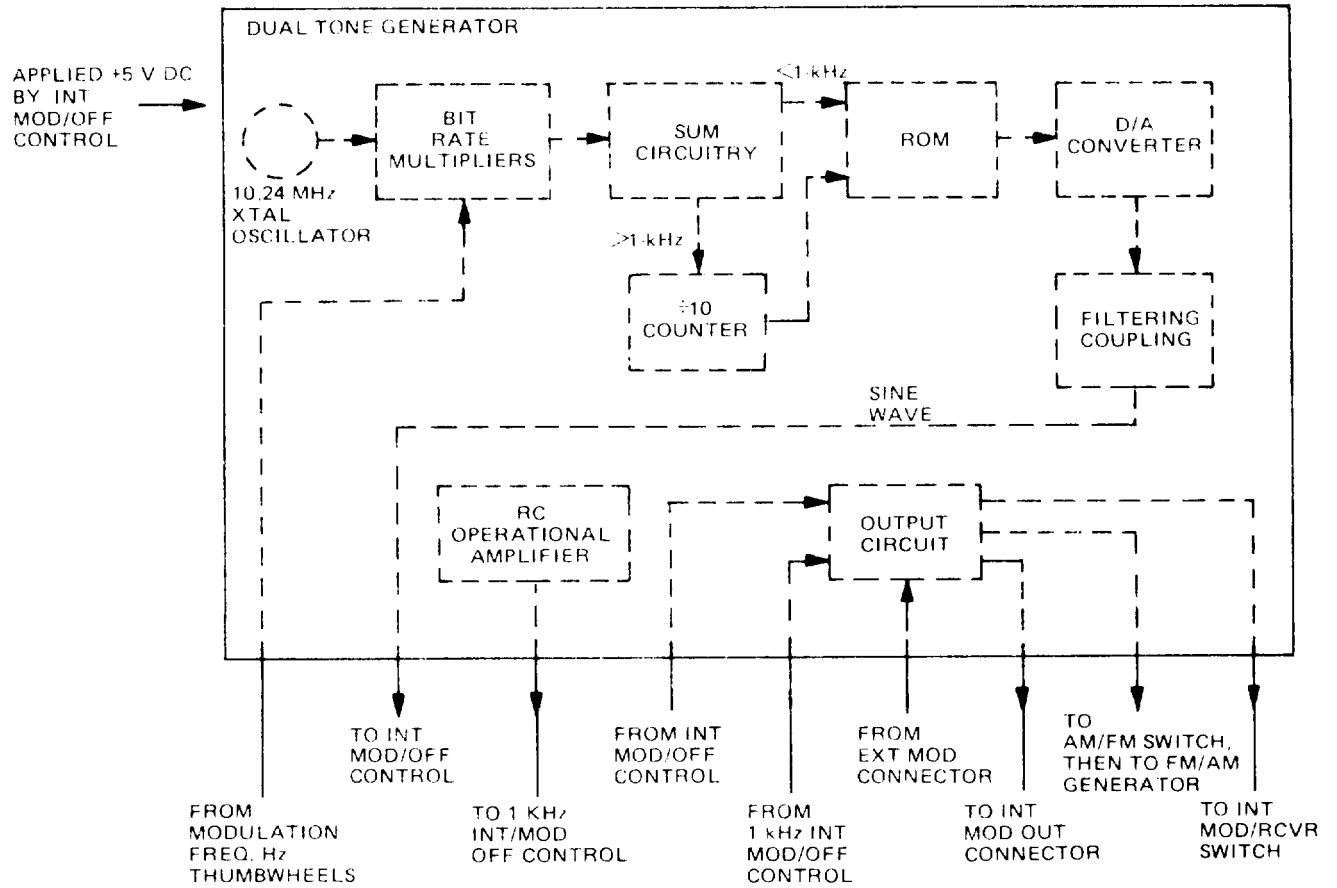 DUAL TONE GENERATOR
APPLIED +5 V DC
BY INT
MOD/OFF
CONTROL
10.24 MHz
XTAL
OSCILLATOR
BIT
RATE
MULTIPLIERS
SUM
CIRCUITRY
<1-kHz
>1-kHz
÷10
COUNTER
ROM
D/A
CONVERTER
FILTERING
COUPLING
SINE
WAVE
RC
OPERATIONAL
AMPLIFIER
OUTPUT
CIRCUIT
FROM
MODULATION
FREQ. Hz
THUMBWHEELS
TO INT
MOD/OFF
CONTROL
TO 1 KHz
INT/MOD
OFF CONTROL
FROM INT
MOD/OFF
CONTROL
FROM
1 kHz INT
MOD/OFF
CONTROL
FROM
EXT MOD
CONNECTOR
TO INT
MOD OUT
CONNECTOR
TO
AM/FM SWITCH,
THEN TO FM/AM
GENERATOR
TO INT
MOD/RCVR
SWITCH